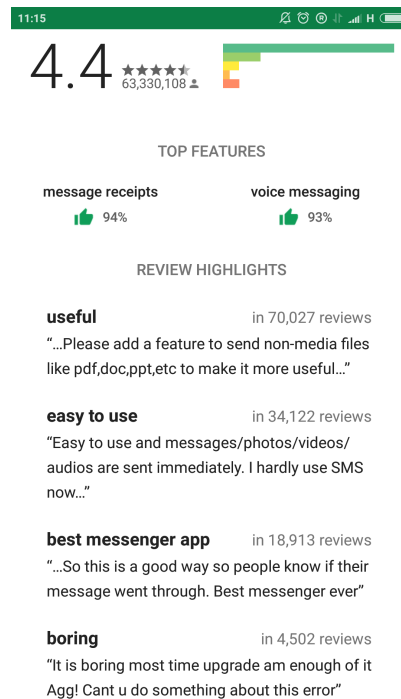 11:15 R H
4.4
63,330,108
TOP FEATURES
message receipts voice messaging
94% 93%
REVIEW HIGHLIGHTS
useful in 70,027 reviews
“...Please add a feature to send non-media files
like pdf,doc,ppt,etc to make it more useful...”
easy to use in 34,122 reviews
“Easy to use and messages/photos/videos/
audios are sent immediately. I hardly use SMS
now...”
best messenger app in 18,913 reviews
“...So this is a good way so people know if their
message went through. Best messenger ever”
boring in 4,502 reviews
“It is boring most time upgrade am enough of it
Agg! Cant u do something about this error”